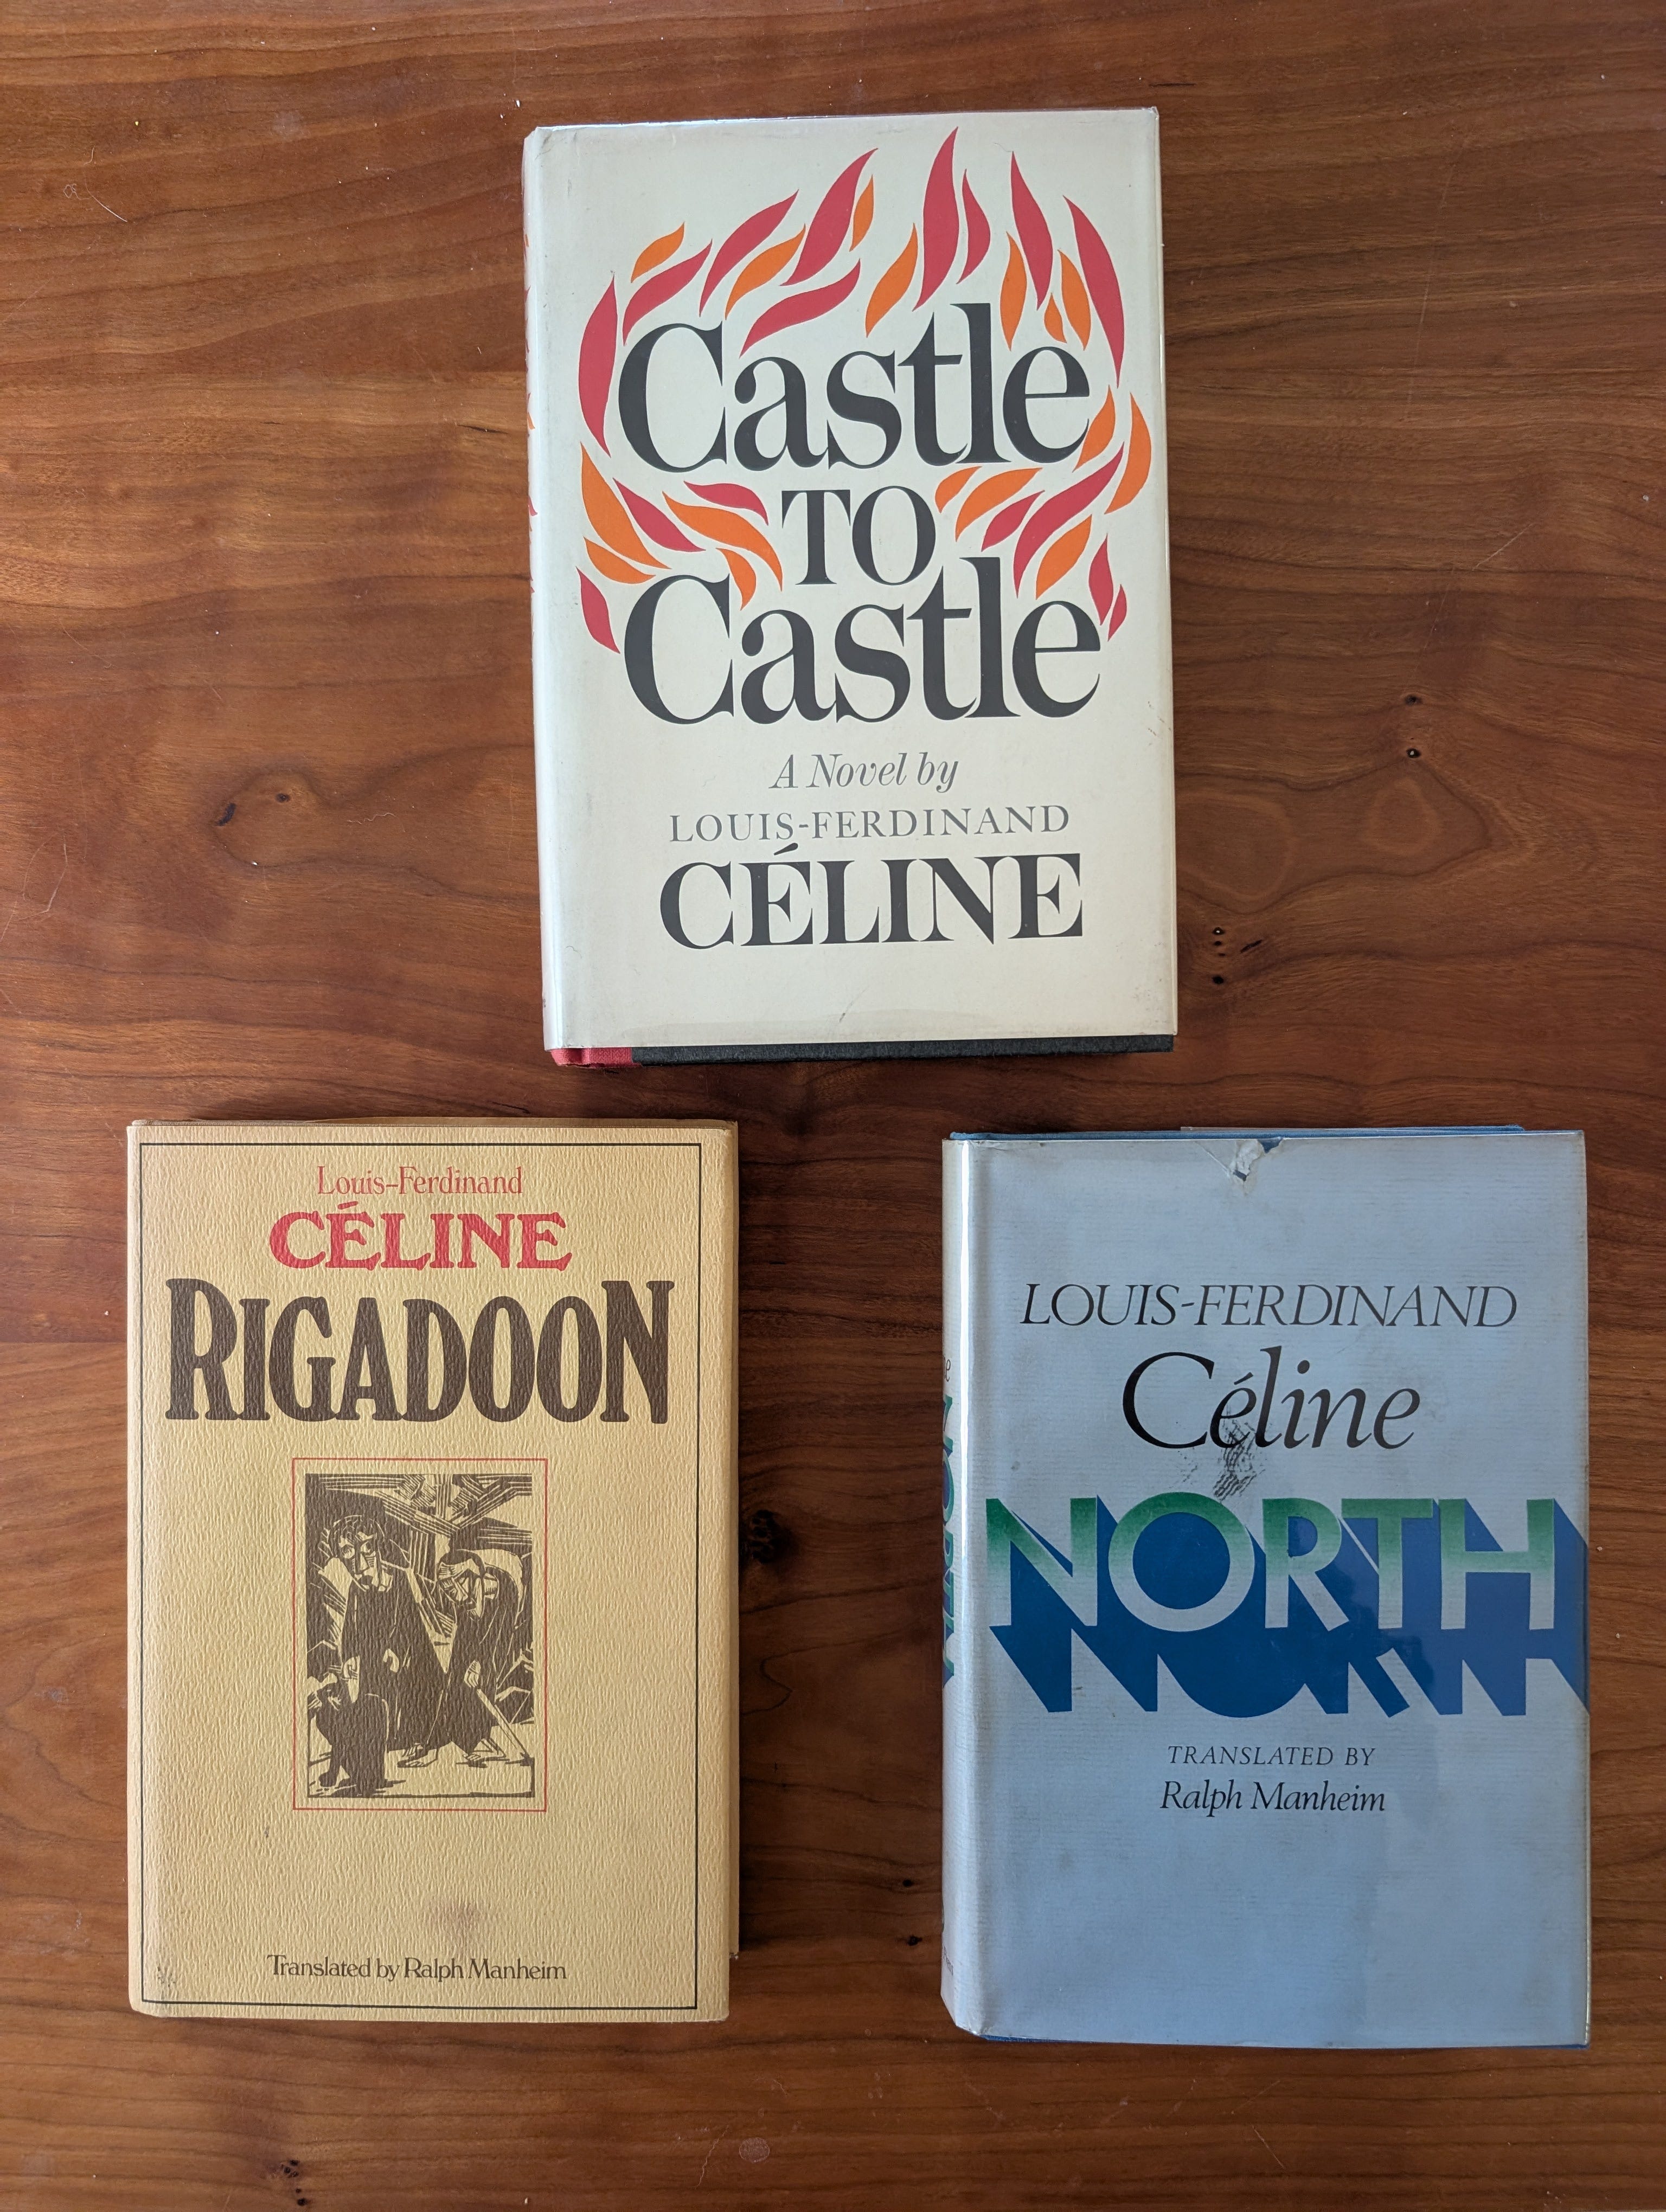 Castle
TO
Castle
A Novel by
LOUIS-FERDINAND
CÉLINE
Louis-Ferdinand
CÉLINE
RIGADOON
Translated by Ralph Manheim
LOUIS-FERDINAND
Céline
NORTH
TRANSLATED BY
Ralph Manheim